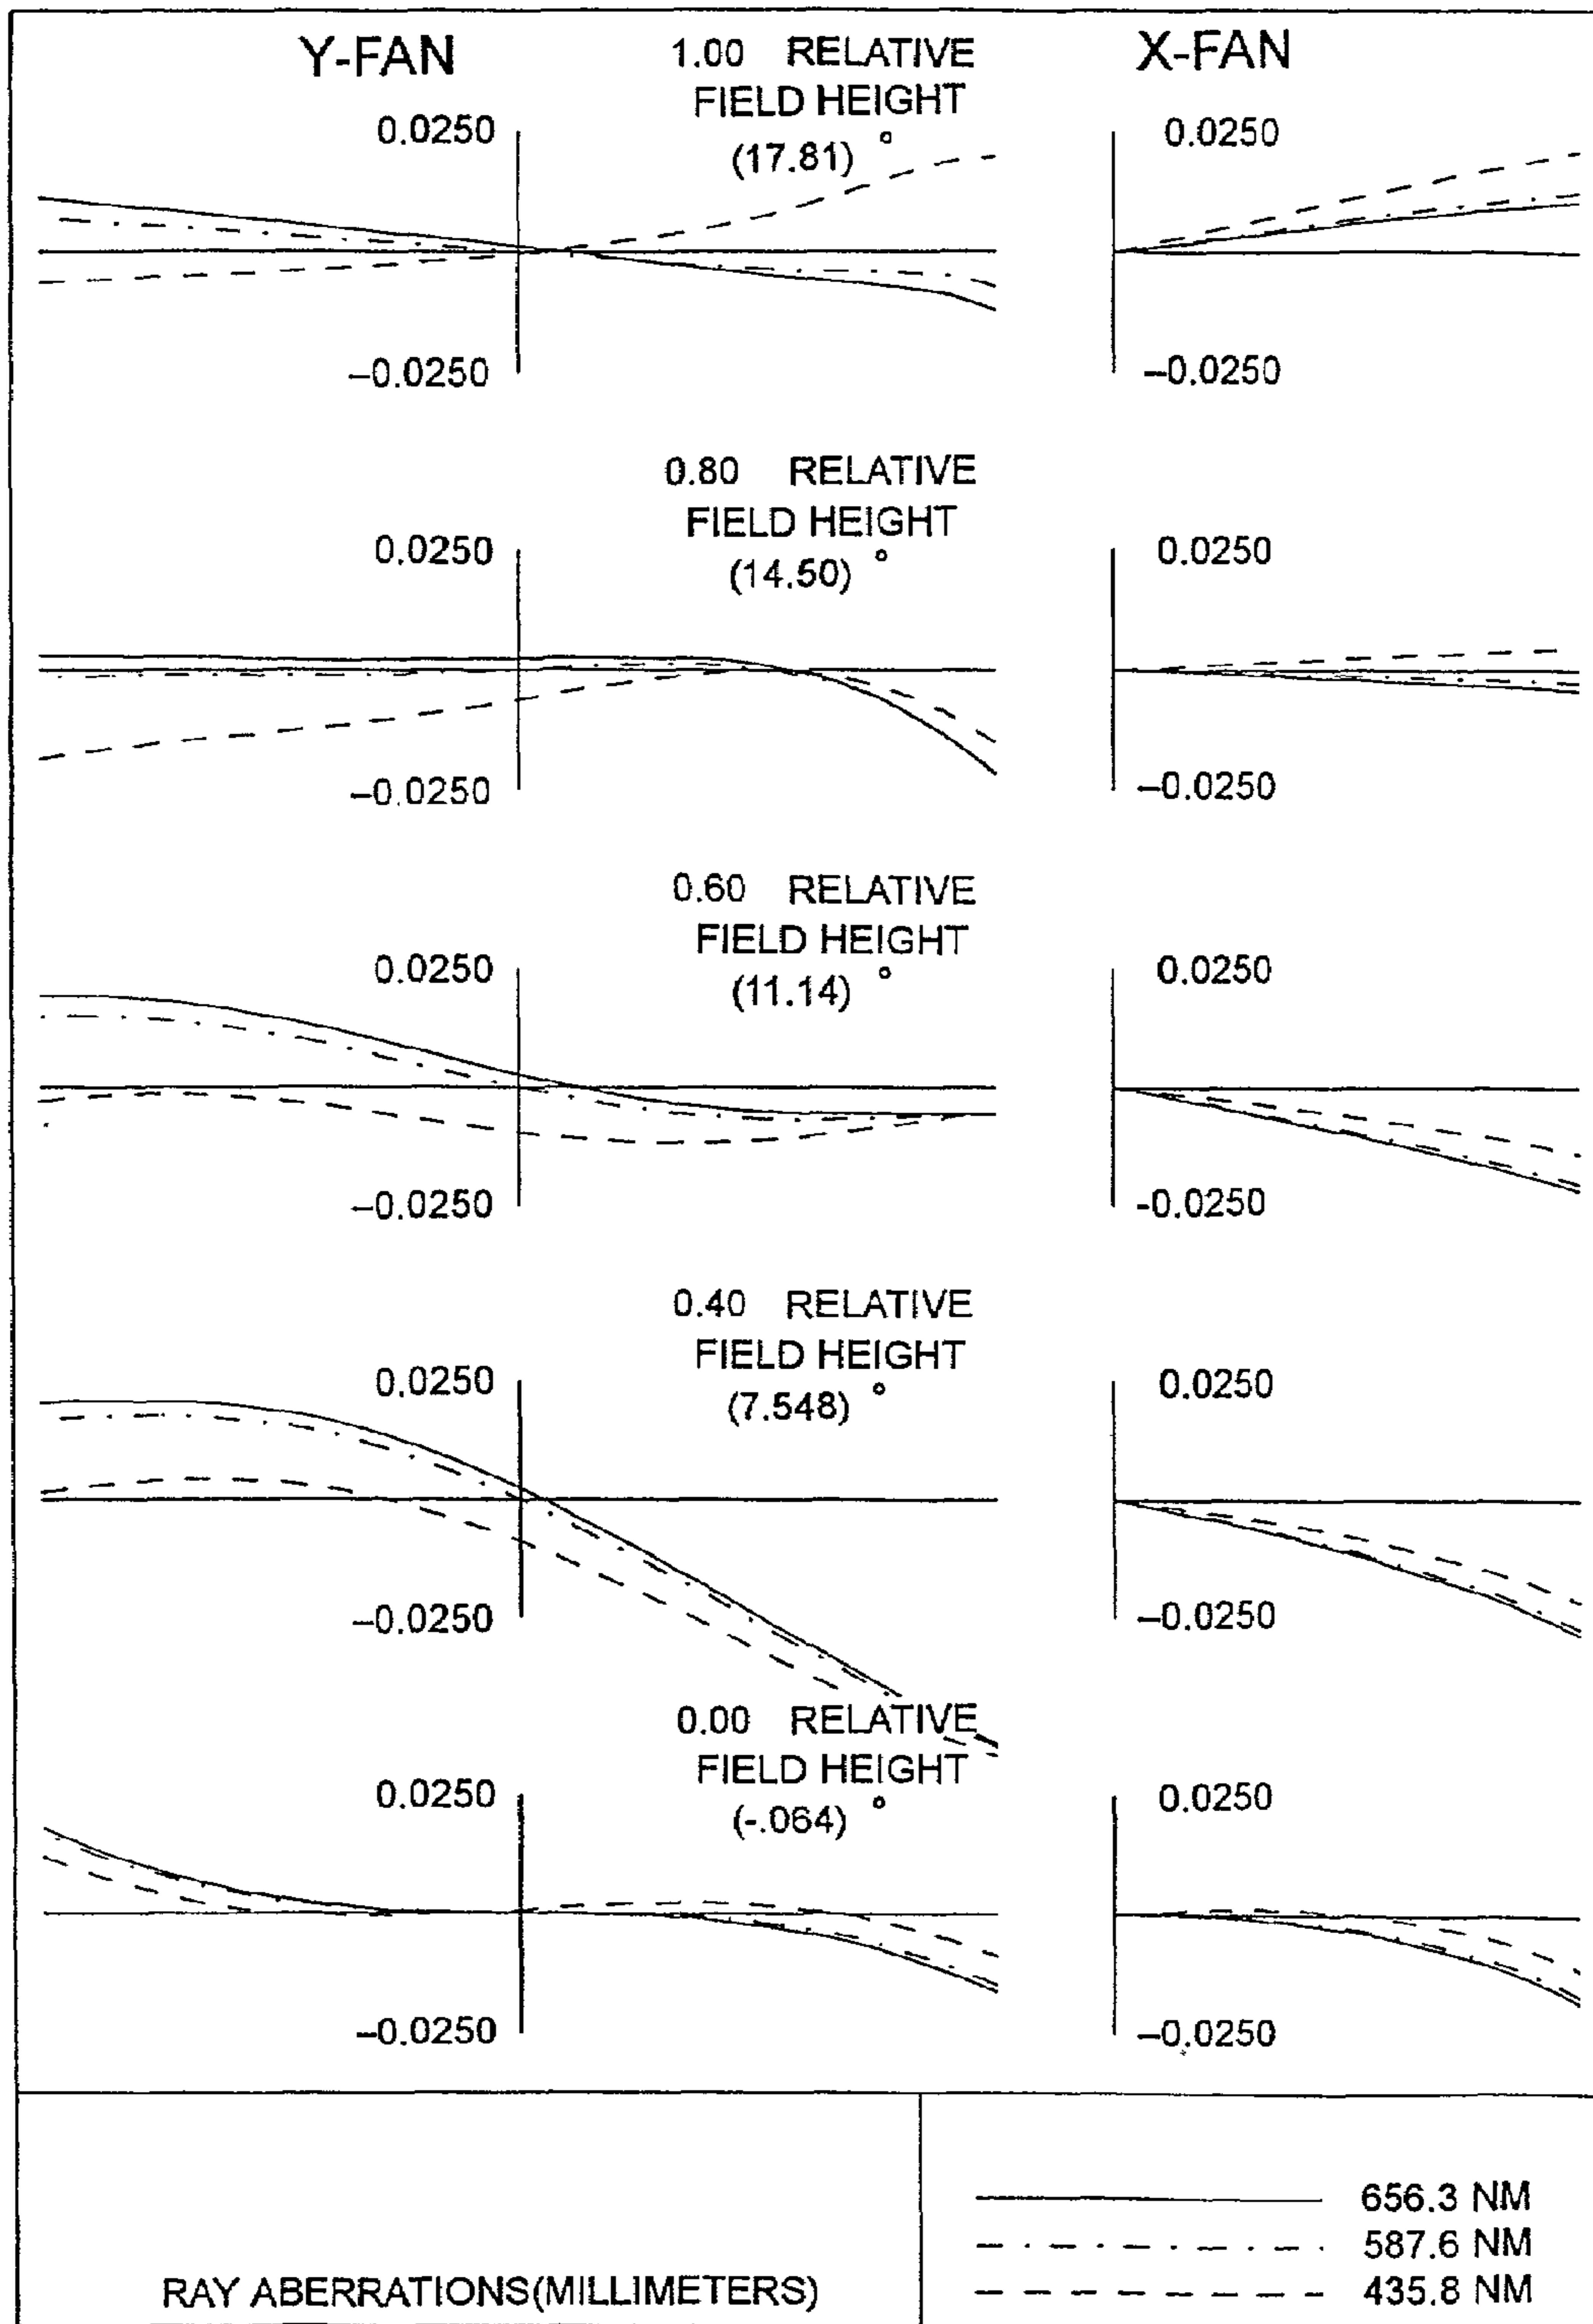 Y-FAN
1.00 RELATIVE
FIELD HEIGHT
(17.81) °
X-FAN
0.0250
-0.0250
0.0250
–0.0250
0.80 RELATIVE
FIELD HEIGHT
(14.50) °
0.0250
–0.0250
0.0250
–0.0250
0.60 RELATIVE
FIELD HEIGHT
(11.14) °
0.0250
–0.0250
0.0250
-0.0250
0.40 RELATIVE
FIELD HEIGHT
(7.548) °
0.0250
–0.0250
0.0250
–0.0250
0.00 RELATIVE
FIELD HEIGHT
(-.064) °
0.0250
–0.0250
0.0250
–0.0250
RAY ABERRATIONS(MILLIMETERS)
656.3 NM
587.6 NM
435.8 NM